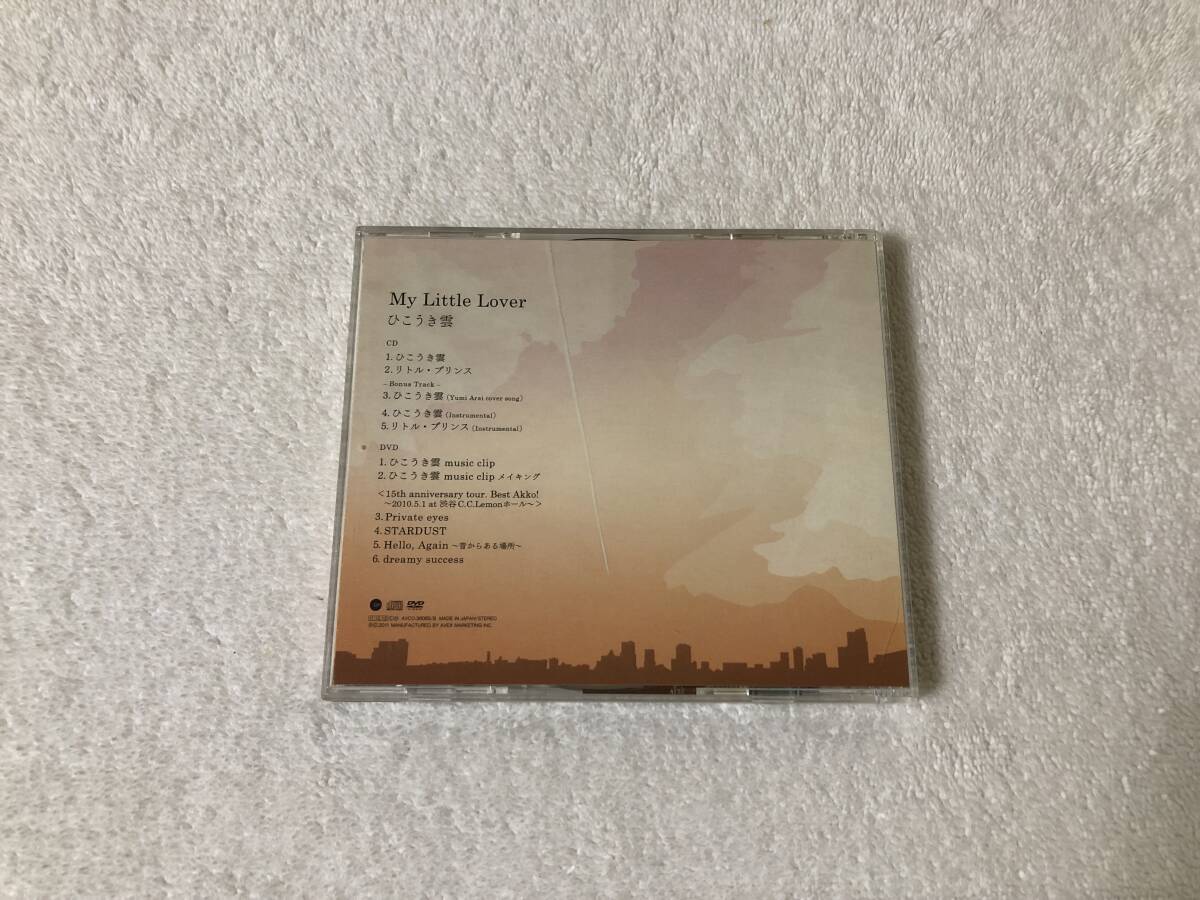 My Little Lover
ひこうき雲
CD
1. ひこうき雲
2. リトル・プリンス
– Bonus Track –
3. ひこうき雲 (Yumi Arai cover song)
4. ひこうき雲 (Instrumental)
5. リトル・プリンス (Instrumental)
DVD
1. ひこうき雲 music clip
2. ひこうき雲 music clip メイキング
<15th anniversary tour. Best Akko!
～2010.5.1 at 渋谷C.C.Lemonホール～>
3. Private eyes
4. STARDUST
5. Hello, Again ～昔からある場所～
6. dreamy success
DVD
MADE IN JAPAN/STEREO
2011 MANUFACTURED BY AVEX MARKETING INC.